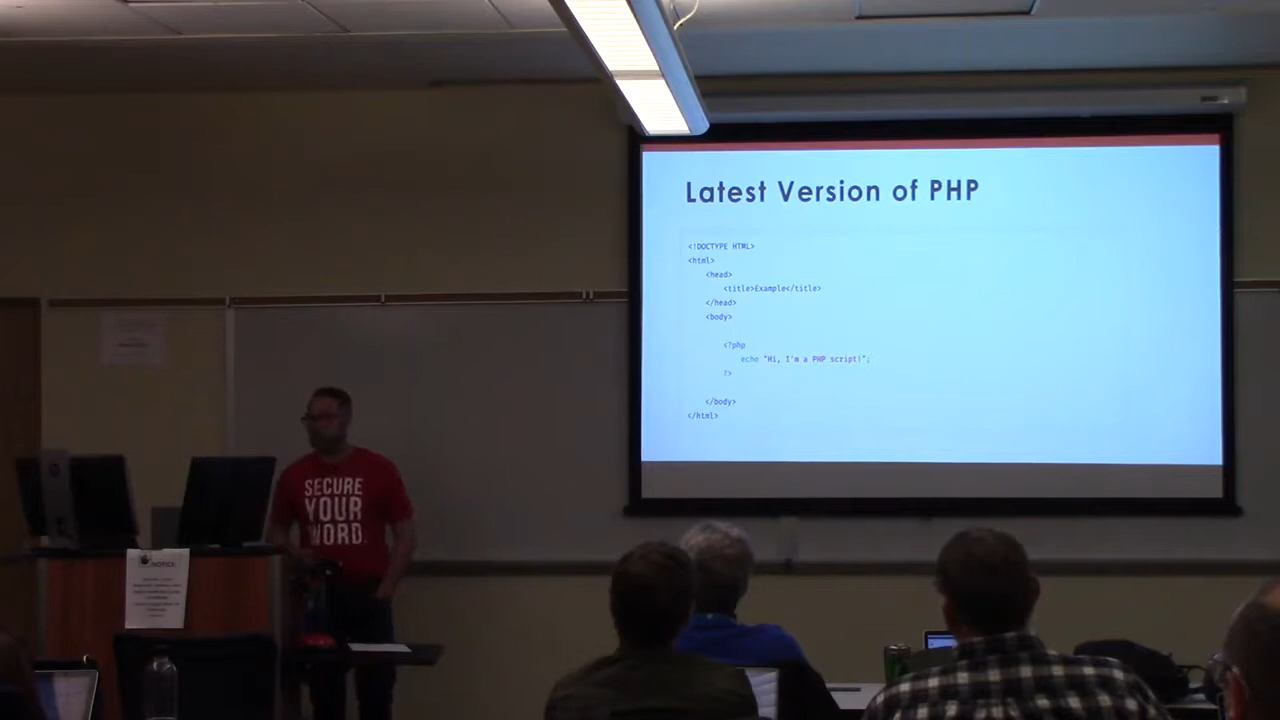 Latest Version of PHP
<!DOCTYPE HTML>
<html>
<head>
<title>Example</title>
</head>
<body>
<?php
echo "Hi, I'm a PHP script!";
?>
</body>
</html>
SECURE
YOUR
WORD.
NOTICE